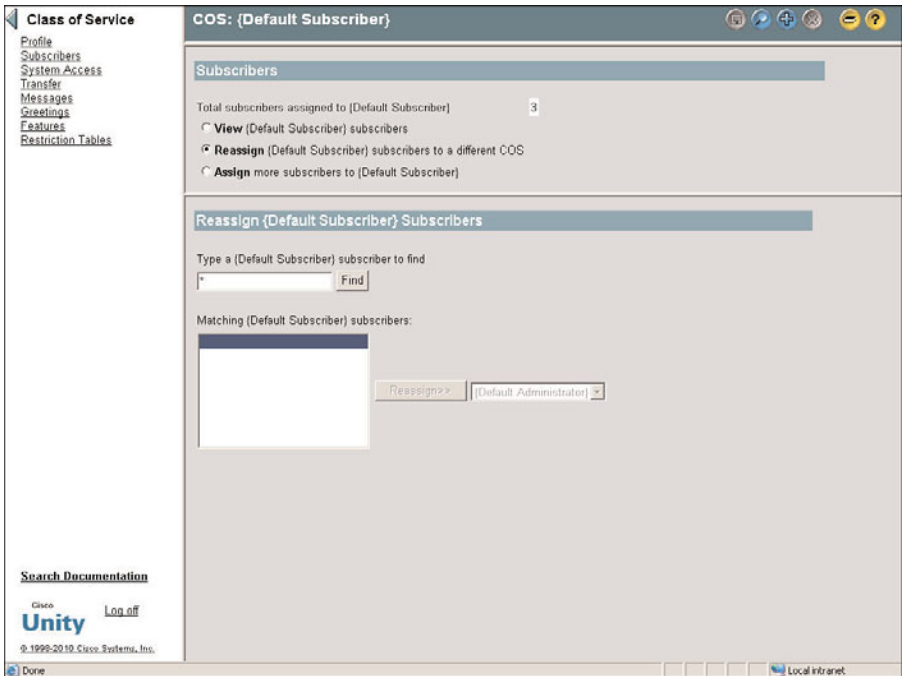 Class of Service
Profile
Subscribers
System Access
Transfer
Messages
Greetings
Features
Restriction Tables
COS: {Default Subscriber}
?
Subscribers
Total subscribers assigned to {Default Subscriber} 3
View {Default Subscriber} subscribers
Reassign {Default Subscriber} subscribers to a different COS
Assign more subscribers to {Default Subscriber}
Reassign {Default Subscriber} Subscribers
Type a {Default Subscriber} subscriber to find
* Find
Matching {Default Subscriber} subscribers:
Reassign>> {Default Administrator}
Search Documentation
Cisco
Unity Log off
© 1998-2010 Cisco Systems, Inc.
Done Local intranet